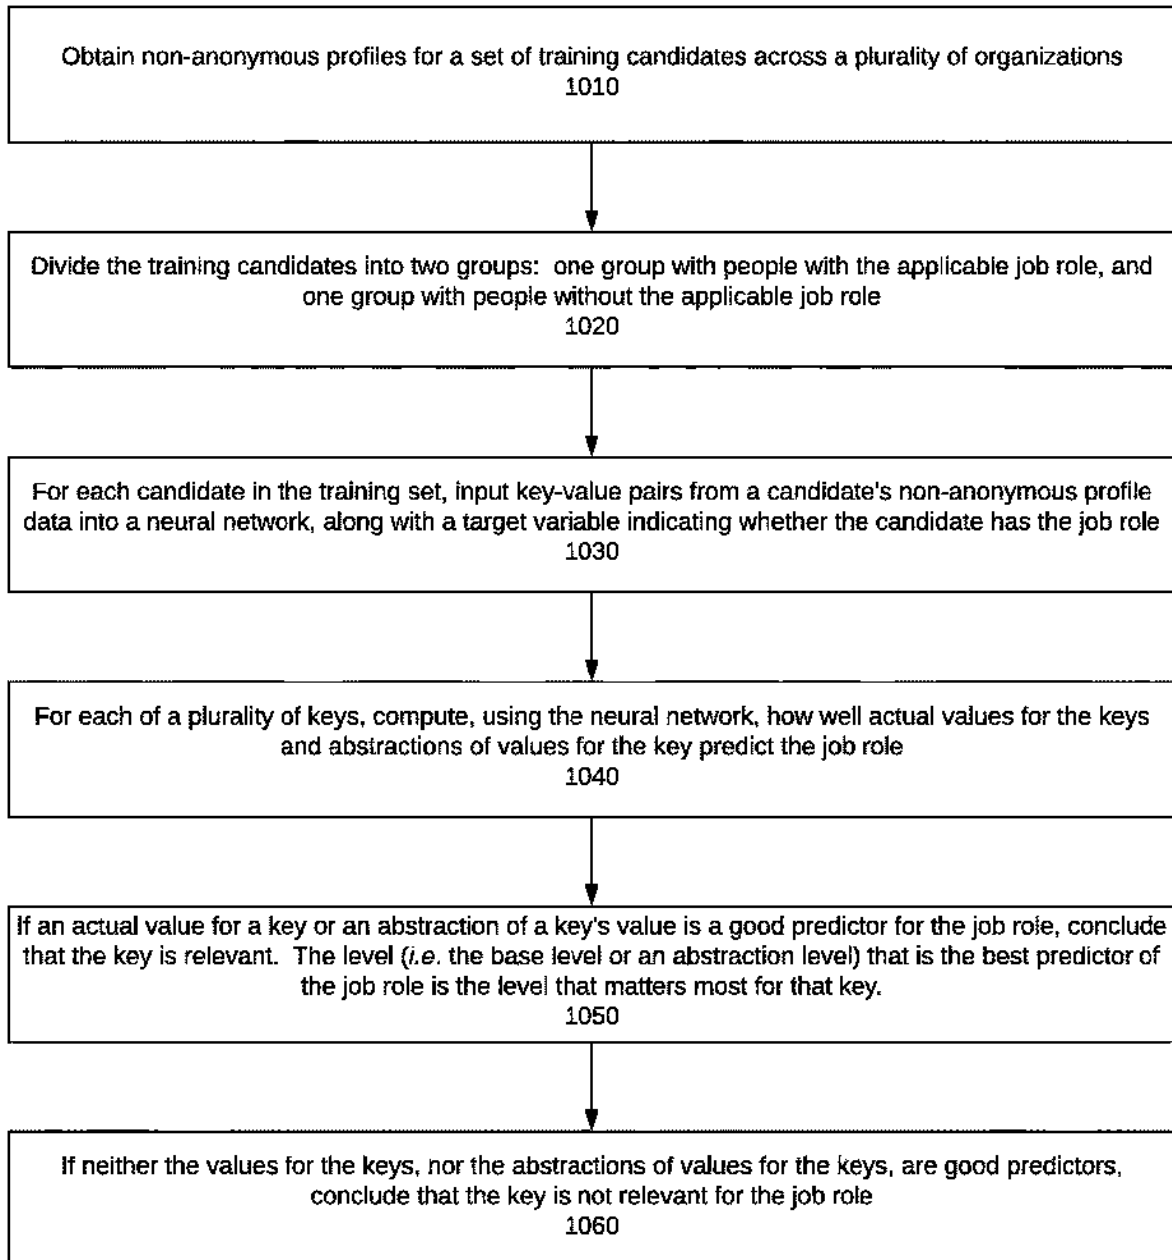 Obtain non-anonymous profiles for a set of training candidates across a plurality of organizations
1010
Divide the training candidates into two groups:  one group with people with the applicable job role, and
one group with people without the applicable job role
1020
For each candidate in the training set, input key-value pairs from a candidate's non-anonymous profile
data into a neural network, along with a target variable indicating whether the candidate has the job role
1030
For each of a plurality of keys, compute, using the neural network, how well actual values for the keys
and abstractions of values for the key predict the job role
1040
If an actual value for a key or an abstraction of a key's value is a good predictor for the job role, conclude
that the key is relevant.  The level (i.e. the base level or an abstraction level) that is the best predictor of
the job role is the level that matters most for that key.
1050
If neither the values for the keys, nor the abstractions of values for the keys, are good predictors,
conclude that the key is not relevant for the job role
1060